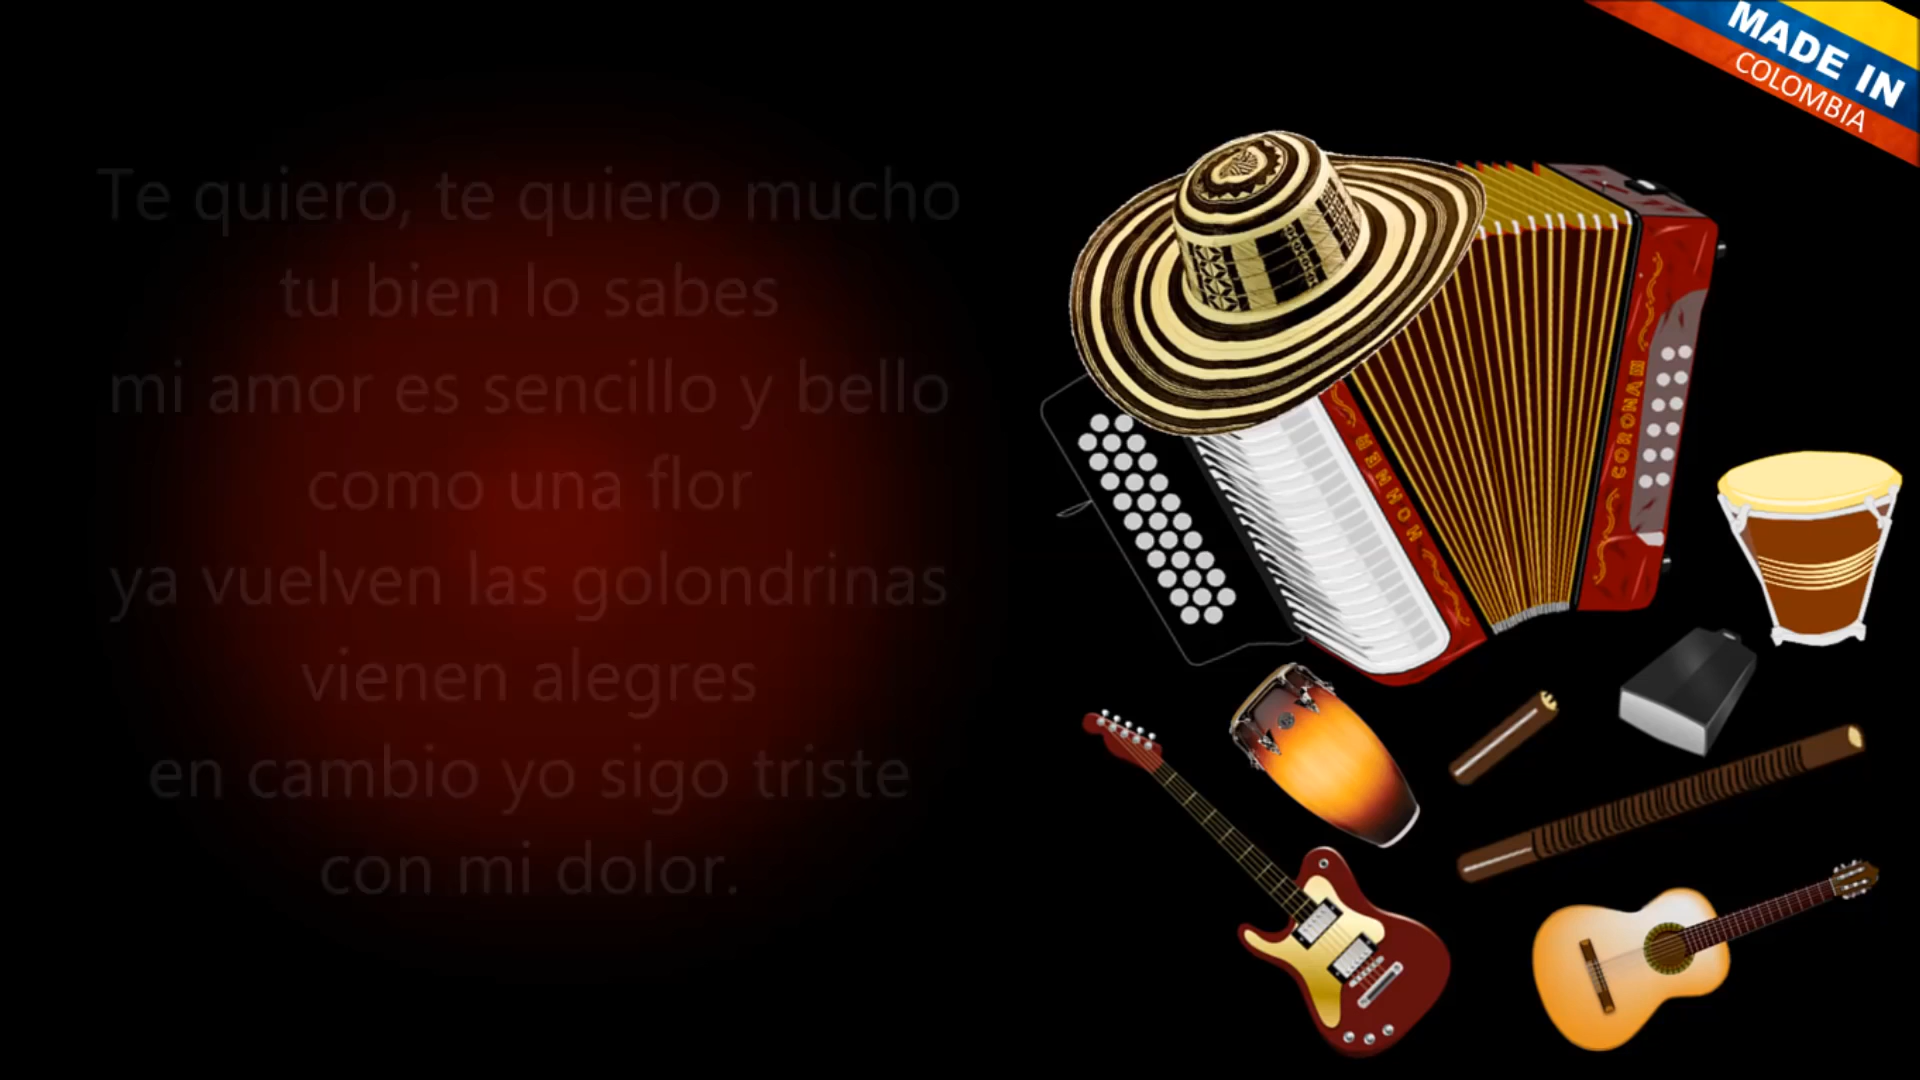 MADE IN
COLOMBIA
Te quiero, te quiero mucho
tu bien lo sabes
mi amor es sencillo y bello
como una flor
ya vuelven las golondrinas
vienen alegres
en cambio yo sigo triste
con mi dolor.
HOHNER
CORONA III